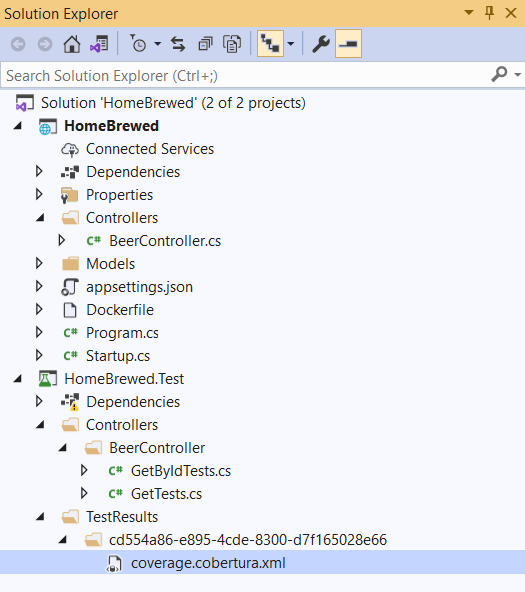 Solution Explorer
Search Solution Explorer (Ctrl+;)
Solution 'HomeBrewed' (2 of 2 projects)
HomeBrewed
Connected Services
Dependencies
Properties
Controllers
C# BeerController.cs
Models
appsettings.json
Dockerfile
C# Program.cs
C# Startup.cs
HomeBrewed.Test
Dependencies
Controllers
BeerController
C# GetByIdTests.cs
C# GetTests.cs
TestResults
cd554a86-e895-4cde-8300-d7f165028e66
coverage.cobertura.xml